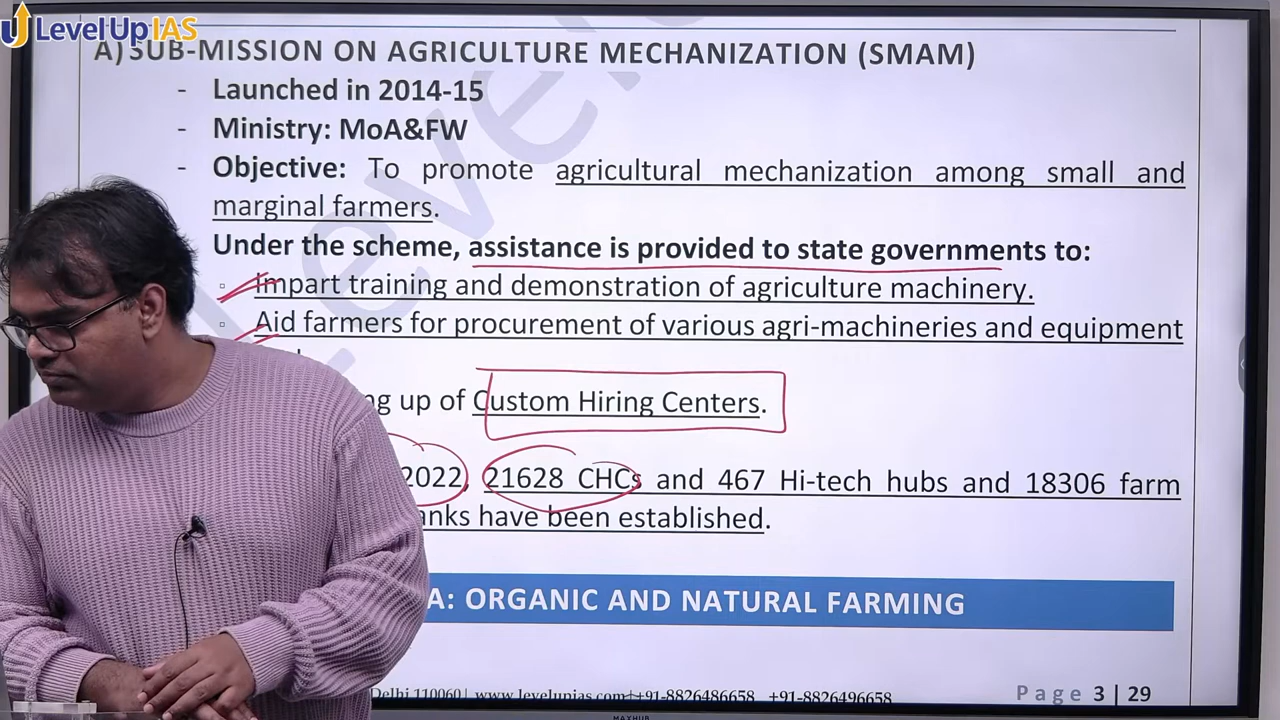 LevelUpIAS
A) SUB-MISSION ON AGRICULTURE MECHANIZATION (SMAM)
- Launched in 2014-15
- Ministry: MoA&FW
- Objective: To promote agricultural mechanization among small and
marginal farmers.
Under the scheme, assistance is provided to state governments to:
Impart training and demonstration of agriculture machinery.
Aid farmers for procurement of various agri-machineries and equipment
ng up of Custom Hiring Centers.
2022, 21628 CHCs and 467 Hi-tech hubs and 18306 farm
anks have been established.
A: ORGANIC AND NATURAL FARMING
Delhi 110060| www.levelupias.com +91-8826486658 +91-8826496658
Page 3 | 29
MAXHUB